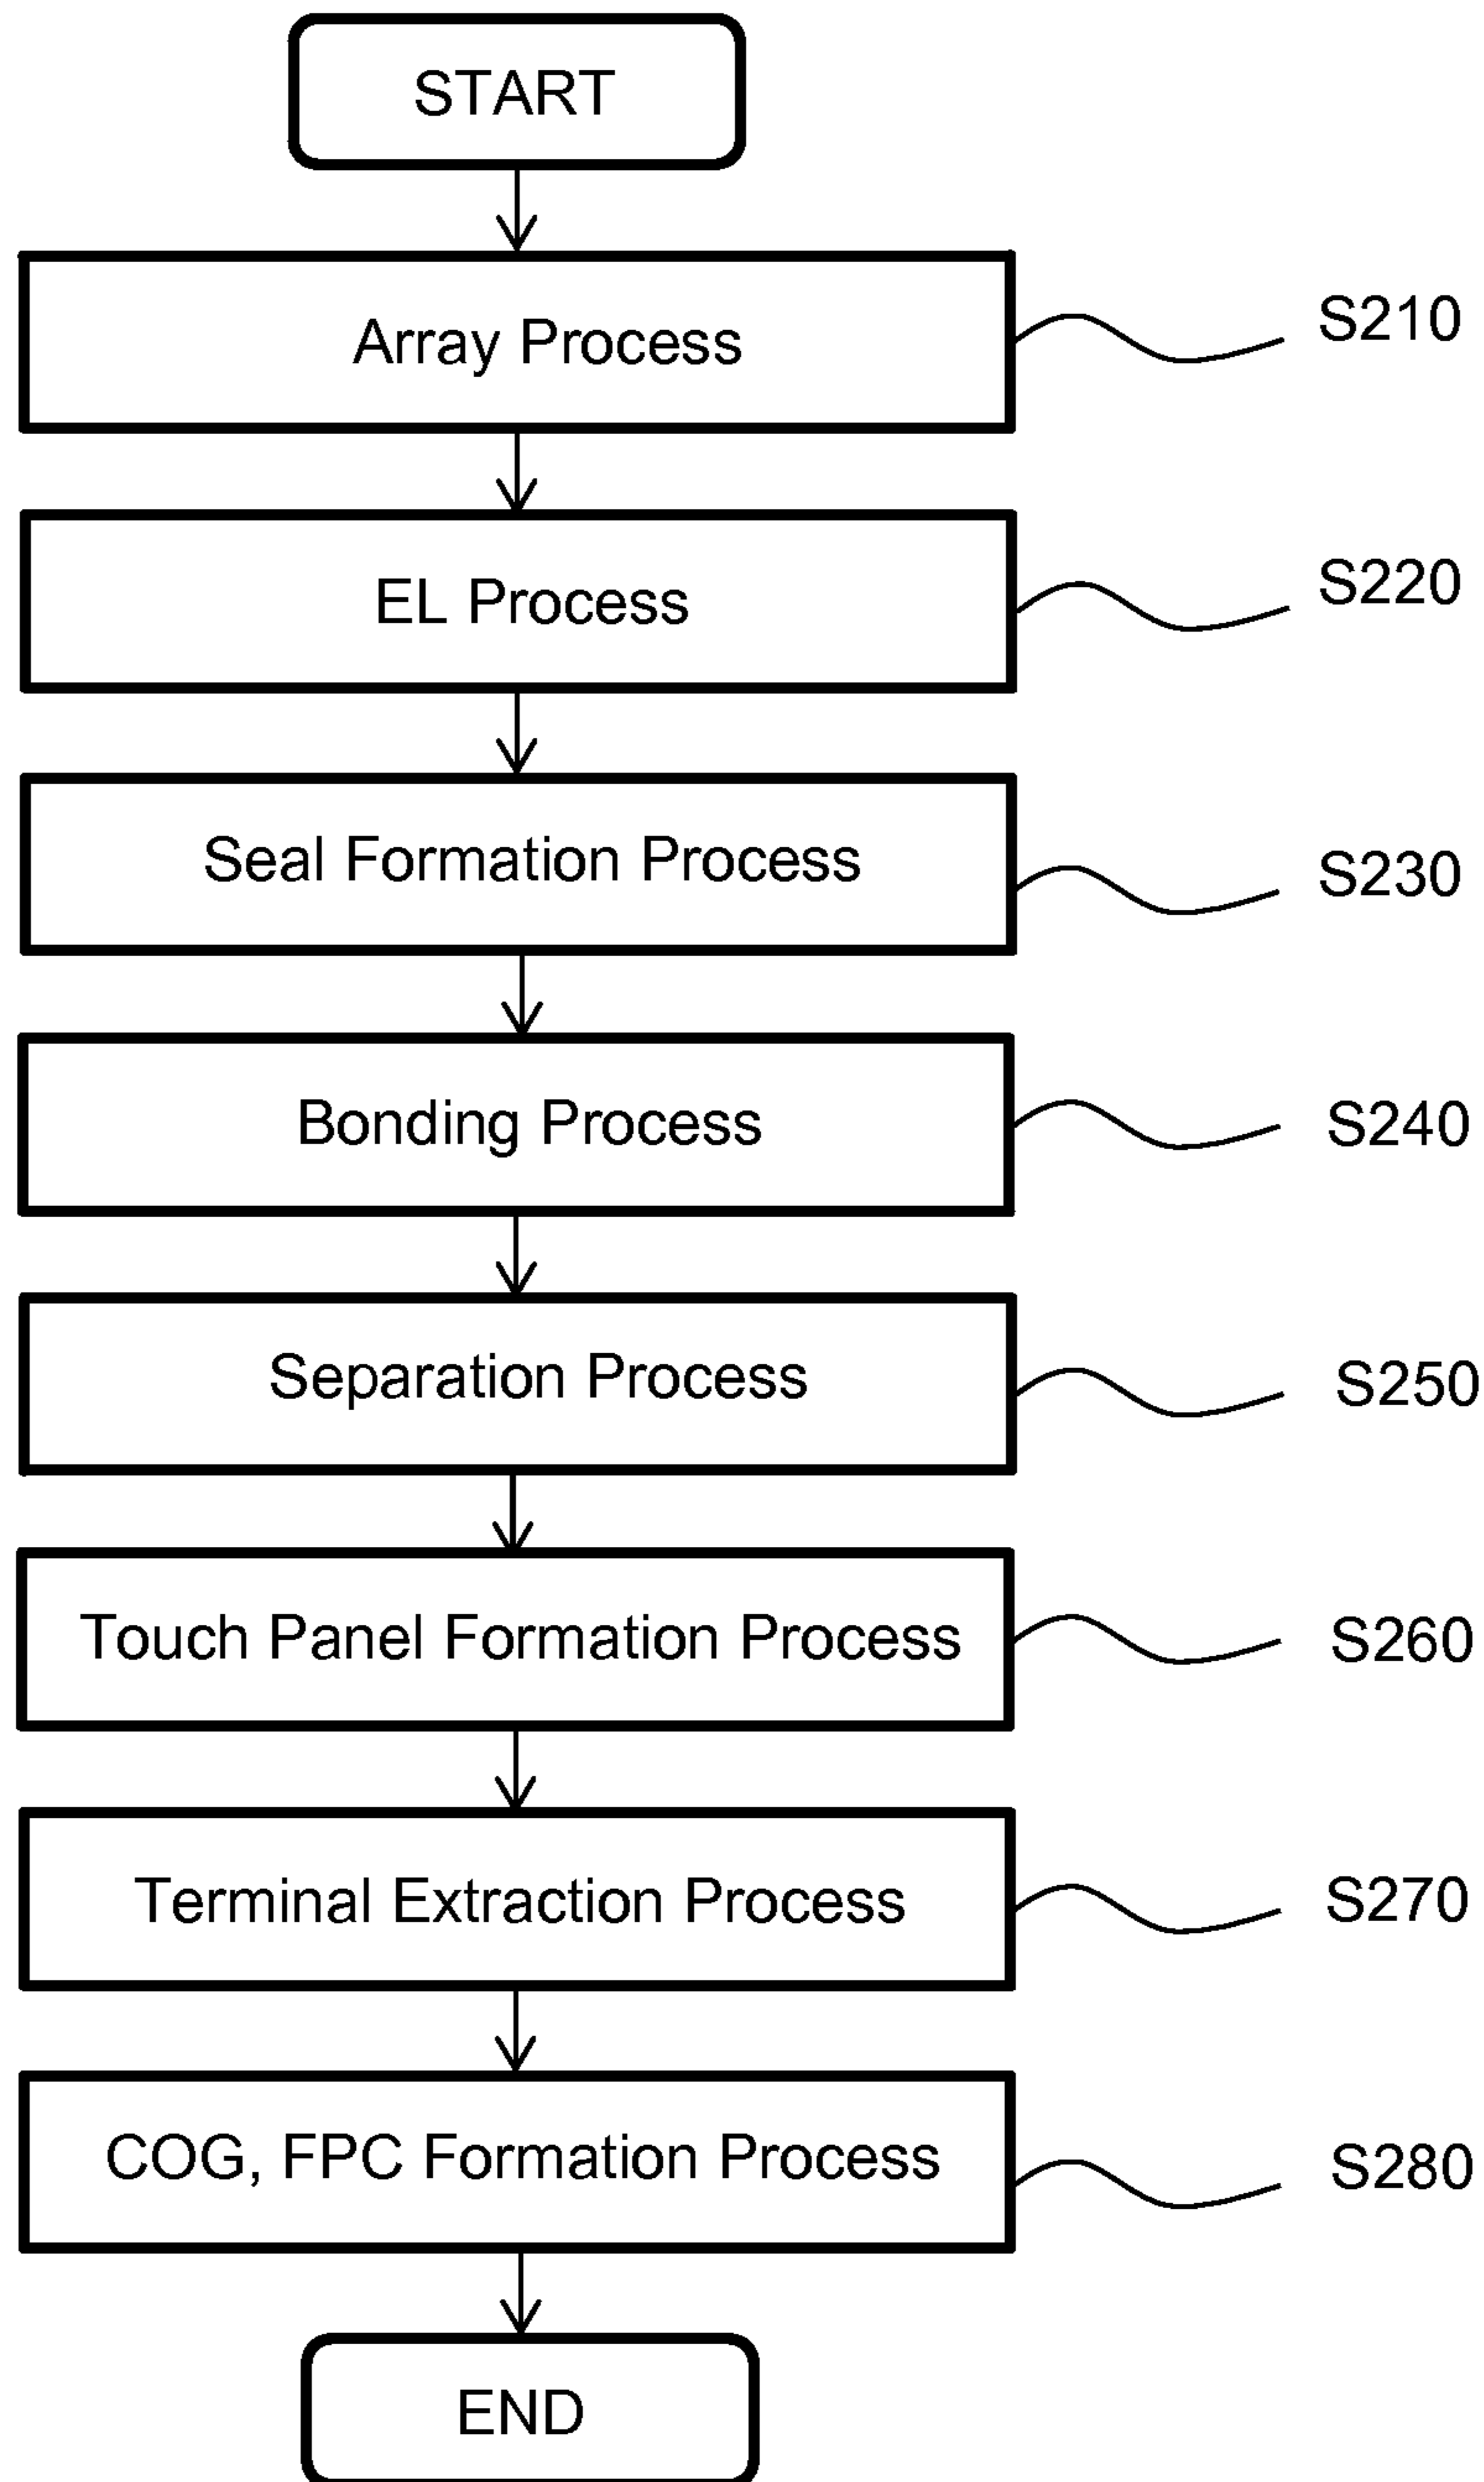 START
Array Process
S210
EL Process
S220
Seal Formation Process
S230
Bonding Process
S240
Separation Process
S250
Touch Panel Formation Process
S260
Terminal Extraction Process
S270
COG, FPC Formation Process
S280
END